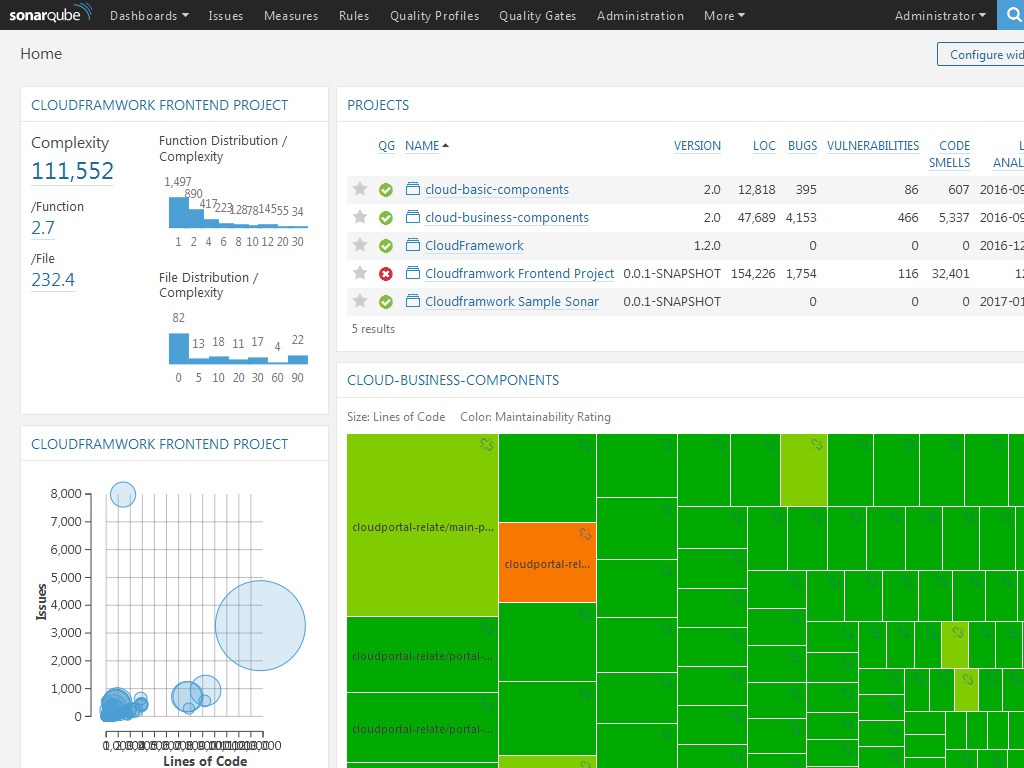 sonarqube Dashboards Issues Measures Rules Quality Profiles Quality Gates Administration More Administrator
Home
Configure wid
CLOUDFRAMWORK FRONTEND PROJECT
Complexity
111,552
/Function
2.7
/File
232.4
Function Distribution /
Complexity
1,497 890 417 223 128 78 145 55 34
1 2 4 6 8 10 12 20 30
File Distribution /
Complexity
82 13 18 11 17 4 22
0 5 10 20 30 60 90
PROJECTS
QG NAME VERSION LOC BUGS VULNERABILITIES CODE SMELLS L ANAL
cloud-basic-components 2.0 12,818 395 86 607 2016-09
cloud-business-components 2.0 47,689 4,153 466 5,337 2016-09
CloudFramework 1.2.0 0 0 0 2016-12
Cloudframwork Frontend Project 0.0.1-SNAPSHOT 154,226 1,754 116 32,401 12
Cloudframwork Sample Sonar 0.0.1-SNAPSHOT 0 0 0 2017-01
5 results
CLOUDFRAMWORK FRONTEND PROJECT
8,000
7,000
6,000
5,000
4,000
3,000
2,000
1,000
0
Issues
Lines of Code
CLOUD-BUSINESS-COMPONENTS
Size: Lines of Code Color: Maintainability Rating
cloudportal-relate/main-p...
cloudportal-rel...
cloudportal-relate/portal-...
cloudportal-relate/portal-...